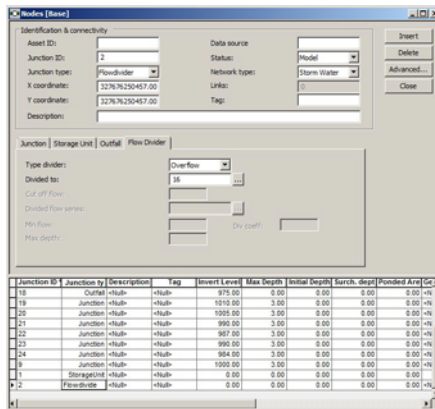 Nodes [Base]
Identification & connectivity
Asset ID:
Data source
Insert
Junction ID: 2
Status: Model
Delete
Junction type: Flowdivider
Network type: Storm Water
Advanced...
X coordinate: 327676250457.00
Links: 0
Close
Y coordinate: 327676250457.00
Tag:
Description:
Junction Storage Unit Outfall Flow Divider
Type divider: Overflow
Divided to: 16 ...
Cut off flow:
Divided flow series: ...
Min flow:
Div coeff:
Max depth:
Junction ID Junction ty Description Tag Invert Level Max Depth Initial Depth Surch. dept Ponded Are Ge
18 Outfall <Null> <Null> 975.00 3.00 0.00 0.00 0.00 <N
19 Junction <Null> <Null> 1010.00 3.00 0.00 0.00 0.00 <N
20 Junction <Null> <Null> 1005.00 0.00 0.00 0.00 0.00 <N
21 Junction <Null> <Null> 990.00 0.00 0.00 0.00 0.00 <N
22 Junction <Null> <Null> 987.00 0.00 0.00 0.00 0.00 <N
23 Junction <Null> <Null> 990.00 0.00 0.00 0.00 0.00 <N
24 Junction <Null> <Null> 984.00 0.00 0.00 0.00 0.00 <N
9 Junction <Null> <Null> 1000.00 0.00 0.00 0.00 0.00 <N
1 StorageUnit <Null> <Null> 0.00 0.00 0.00 0.00 0.00 <N
2 Flowdivide <Null> <Null> 0.00 0.00 0.00 0.00 0.00 <N